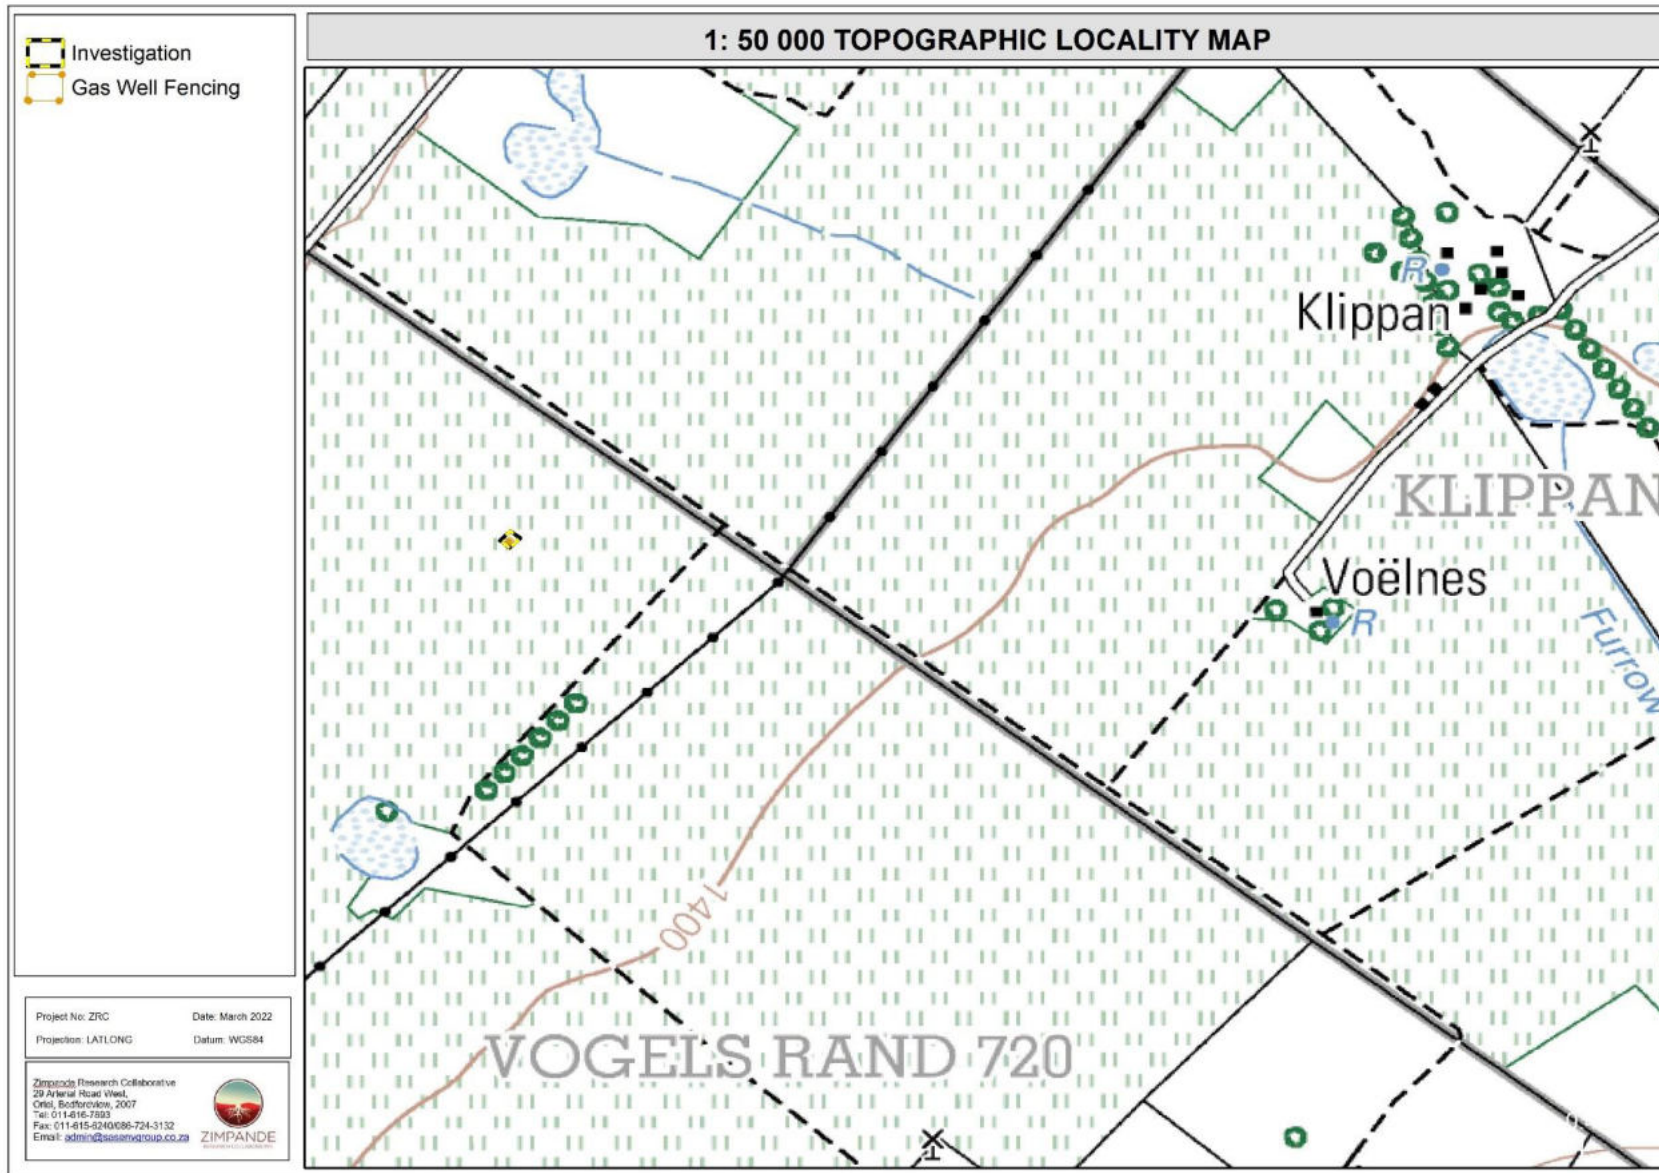 Investigation
Gas Well Fencing
1: 50 000 TOPOGRAPHIC LOCALITY MAP
R
Klippan
KLIPPAN
Voëlnes
R
Furrow
1400
VOGELS RAND 720
Project No: ZRC
Date: March 2022
Projection: LATLONG
Datum: WGS84
Zimpande Research Collaborative
29 Arterial Road West,
Oriel, Bedfordview, 2007
Tel: 011-616-7893
Fax: 011-615-6240/086-724-3132
Email: admin@sasenvgroup.co.za
ZIMPANDE